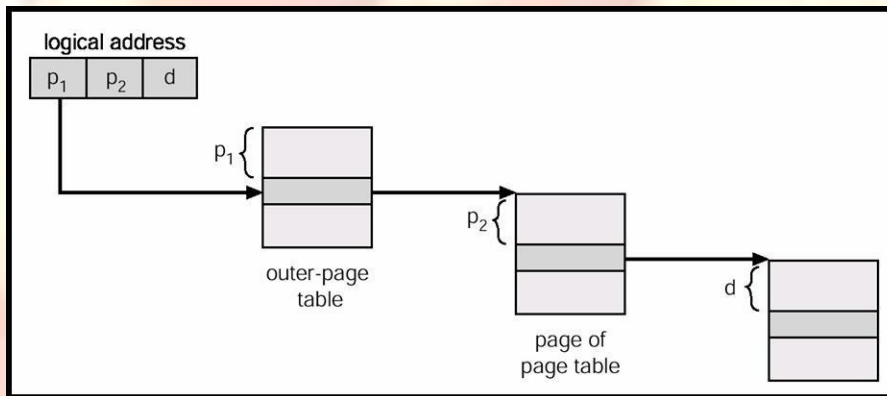 logical address
p₁ p₂ d
p₁
outer-page
table
p₂
page of
page table
d